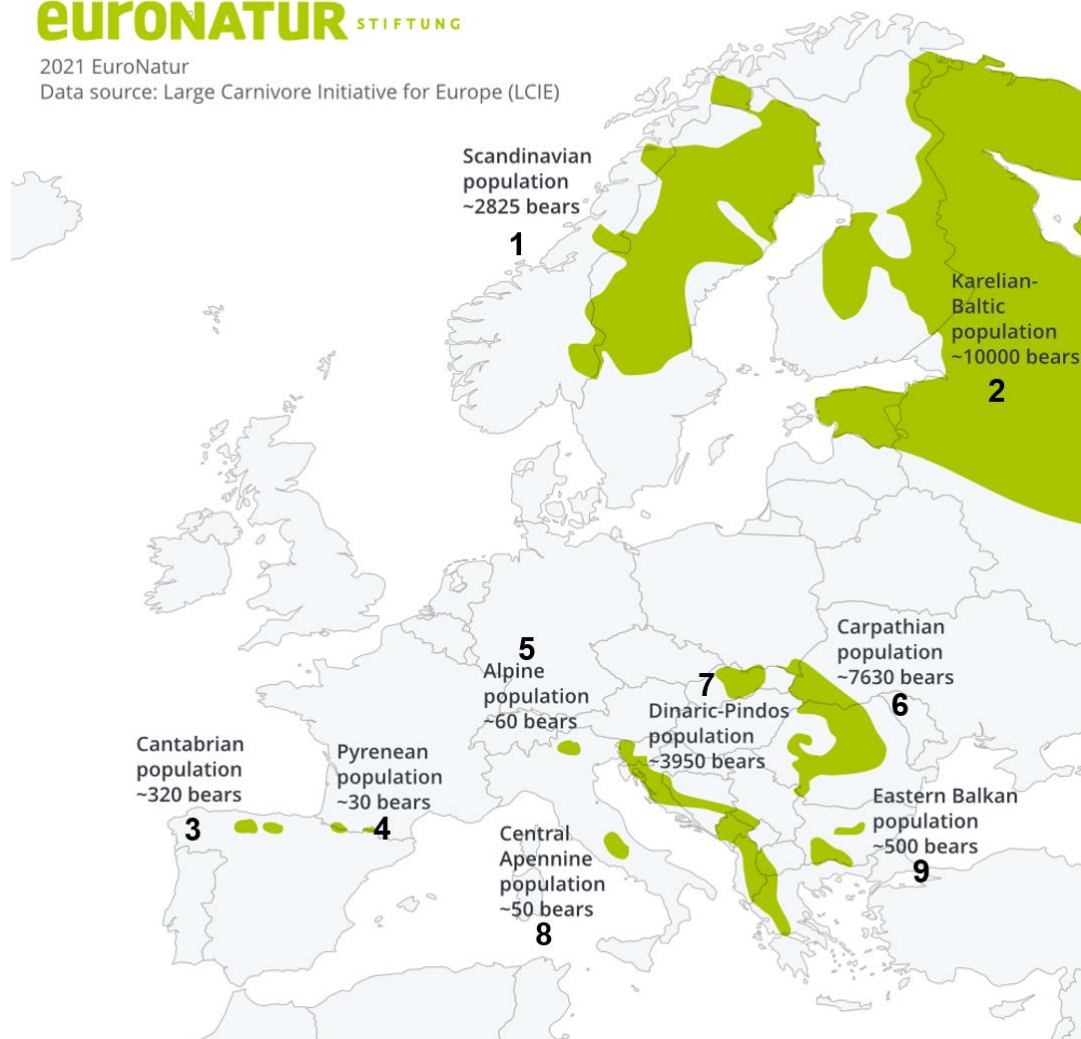 euroNATUR STIFTUNG
2021 EuroNatur
Data source: Large Carnivore Initiative for Europe (LCIE)
Scandinavian
population
~2825 bears
1
Karelian-
Baltic
population
~10000 bears
2
Carpathian
population
~7630 bears
6
5
Alpine
population
~60 bears
7
Dinaric-Pindos
population
~3950 bears
Cantabrian
population
~320 bears
3
Pyrenean
population
~30 bears
4
Central
Apennine
population
~50 bears
8
Eastern Balkan
population
~500 bears
9